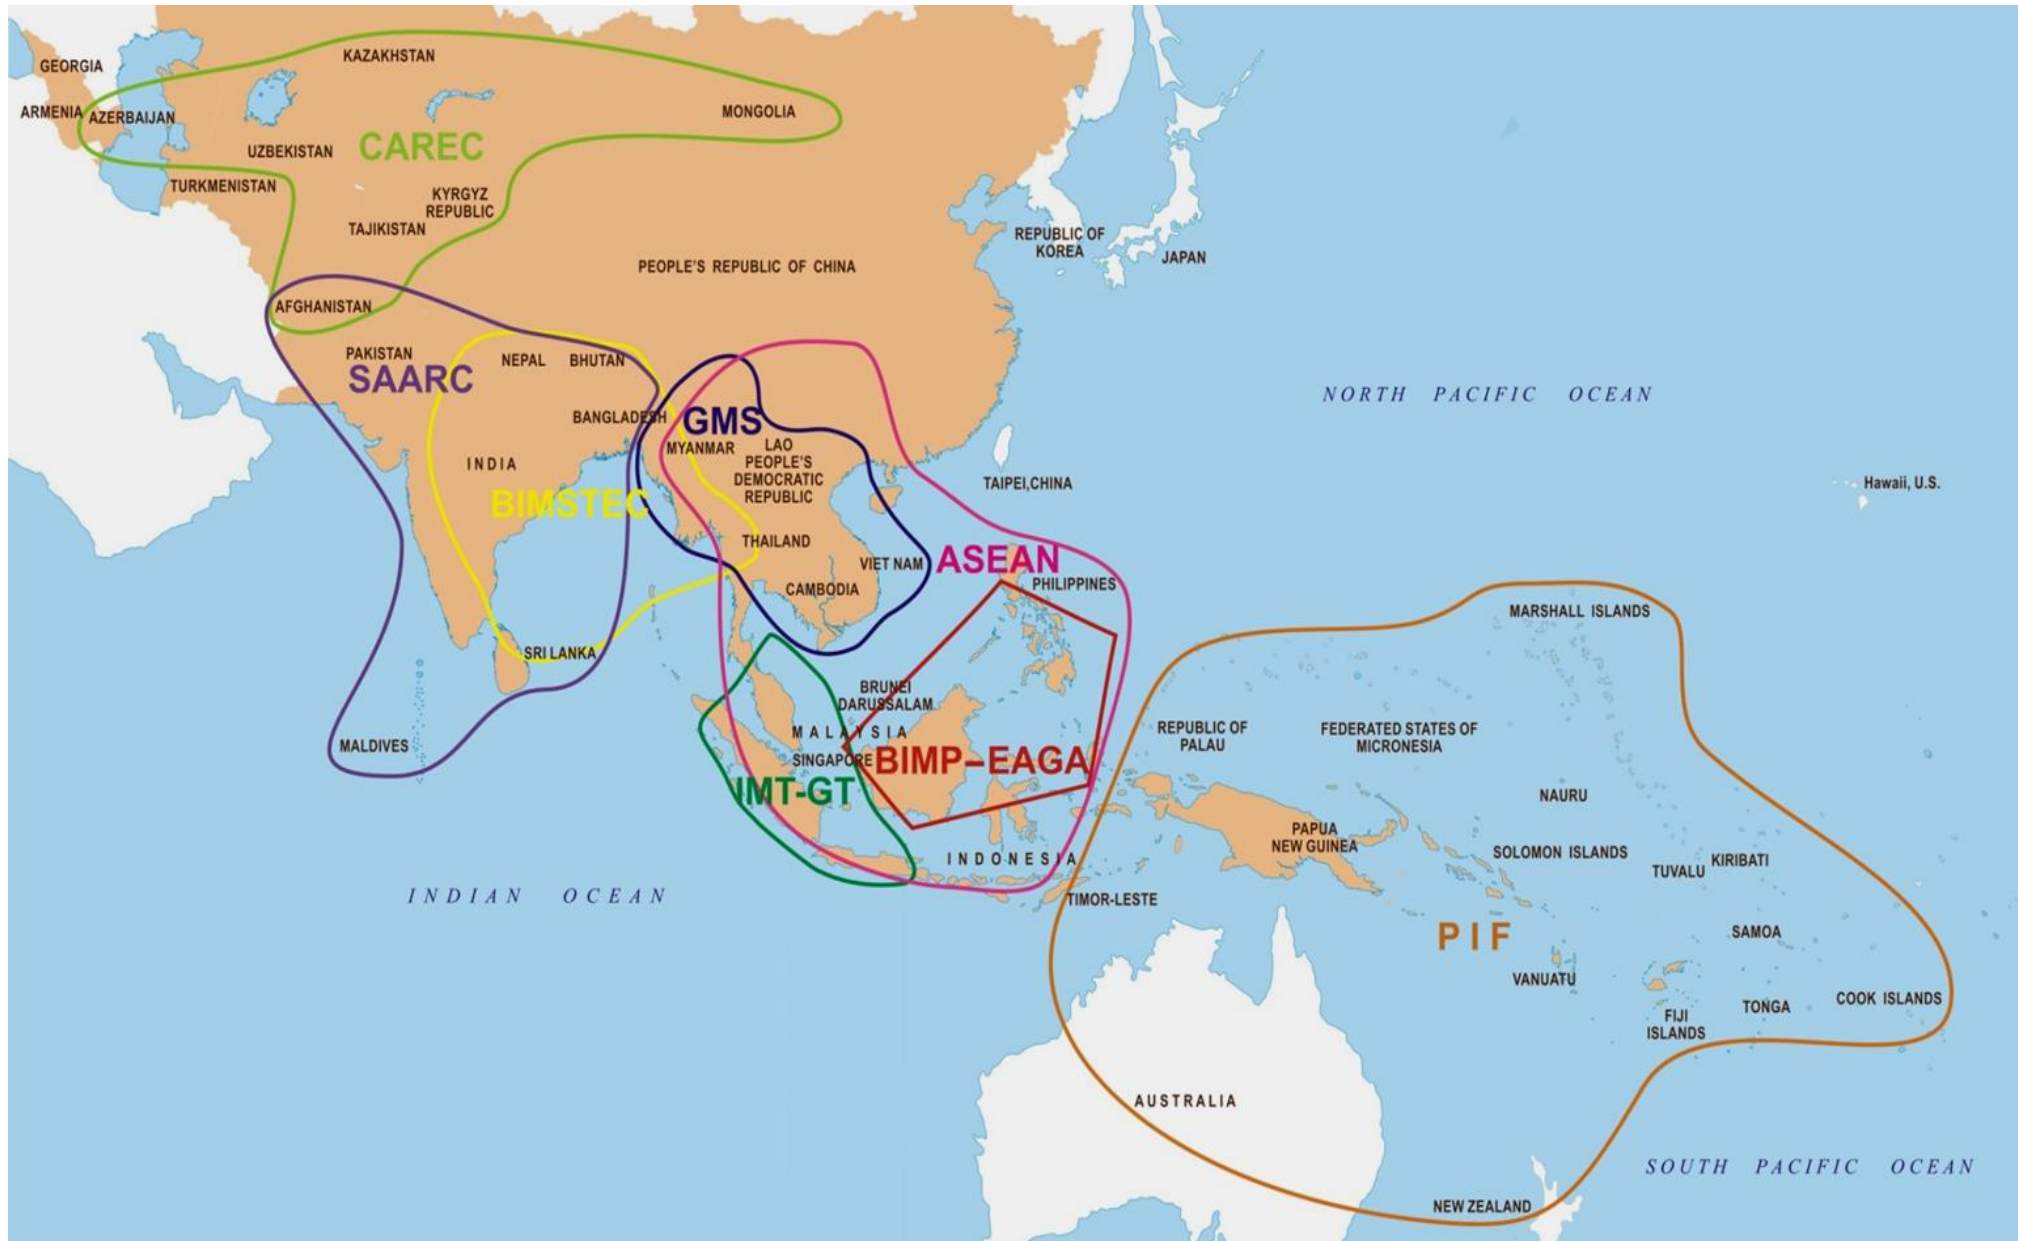 KAZAKHSTAN
GEORGIA
ARMENIA
AZERBAIJAN
MONGOLIA
CAREC
UZBEKISTAN
TURKMENISTAN
KYRGYZ
REPUBLIC
TAJIKISTAN
REPUBLIC OF
KOREA
JAPAN
PEOPLE'S REPUBLIC OF CHINA
AFGHANISTAN
PAKISTAN
SAARC
NEPAL
BHUTAN
BANGLADESH
INDIA
BIMSTEC
GMS
MYANMAR
LAO
PEOPLE'S
DEMOCRATIC
REPUBLIC
THAILAND
VIET NAM
CAMBODIA
TAIPEI,CHINA
NORTH PACIFIC OCEAN
Hawaii, U.S.
ASEAN
PHILIPPINES
SRI LANKA
MALDIVES
BRUNEI
DARUSSALAM
MALAYSIA
SINGAPORE
BIMP–EAGA
IMT-GT
INDONESIA
TIMOR-LESTE
INDIAN OCEAN
MARSHALL ISLANDS
REPUBLIC OF
PALAU
FEDERATED STATES OF
MICRONESIA
NAURU
PAPUA
NEW GUINEA
SOLOMON ISLANDS
TUVALU
KIRIBATI
PIF
SAMOA
VANUATU
FIJI
ISLANDS
TONGA
COOK ISLANDS
AUSTRALIA
NEW ZEALAND
SOUTH PACIFIC OCEAN